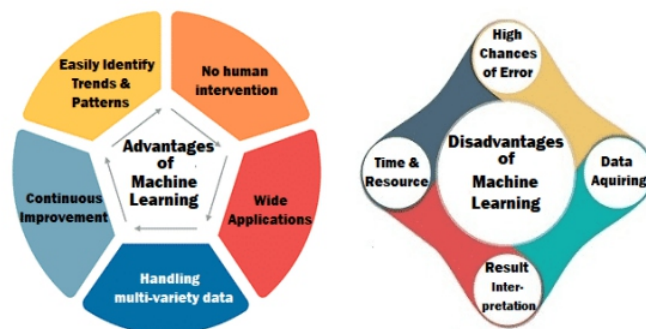 Easily Identify
Trends &
Patterns
No human
intervention
Advantages
of
Machine
Learning
Continuous
Improvement
Wide
Applications
Handling
multi-variety data
High
Chances
of Error
Time &
Resource
Disadvantages
of
Machine
Learning
Data
Aquiring
Result
Inter-
pretation